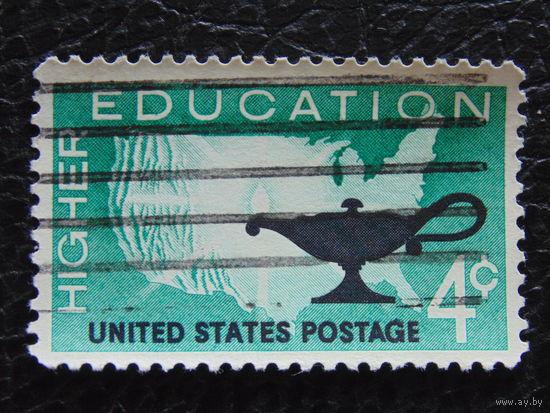 HIGHER
EDUCATION
4¢
UNITED STATES POSTAGE
www.ay.by